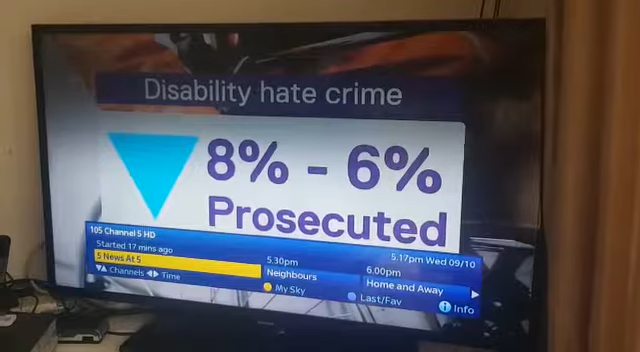 Disability hate crime
8% - 6%
Prosecuted
105 Channel 5 HD
Started 17 mins ago 5.17pm Wed 09/10
5 News At 5 5.30pm 6.00pm
Neighbours Home and Away
Channels Time My Sky Last/Fav i Info